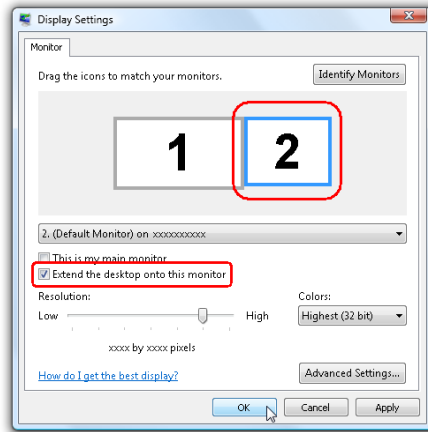 Display Settings
Monitor
Drag the icons to match your monitors.
Identify Monitors
1
2
2. (Default Monitor) on xxxxxxxxxx
This is my main monitor
Extend the desktop onto this monitor
Resolution:
Colors:
Low
High
Highest (32 bit)
xxxx by xxxx pixels
How do I get the best display?
Advanced Settings...
OK
Cancel
Apply